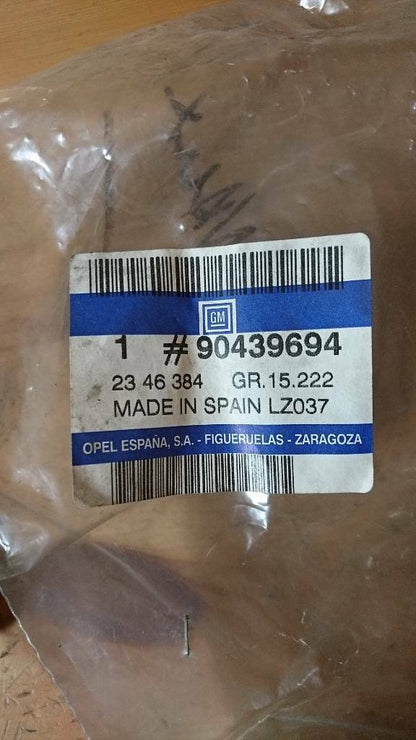 GM
1 # 90439694
23 46 384 GR.15.222
MADE IN SPAIN LZ037
OPEL ESPAÑA, S.A. - FIGUERUELAS - ZARAGOZA